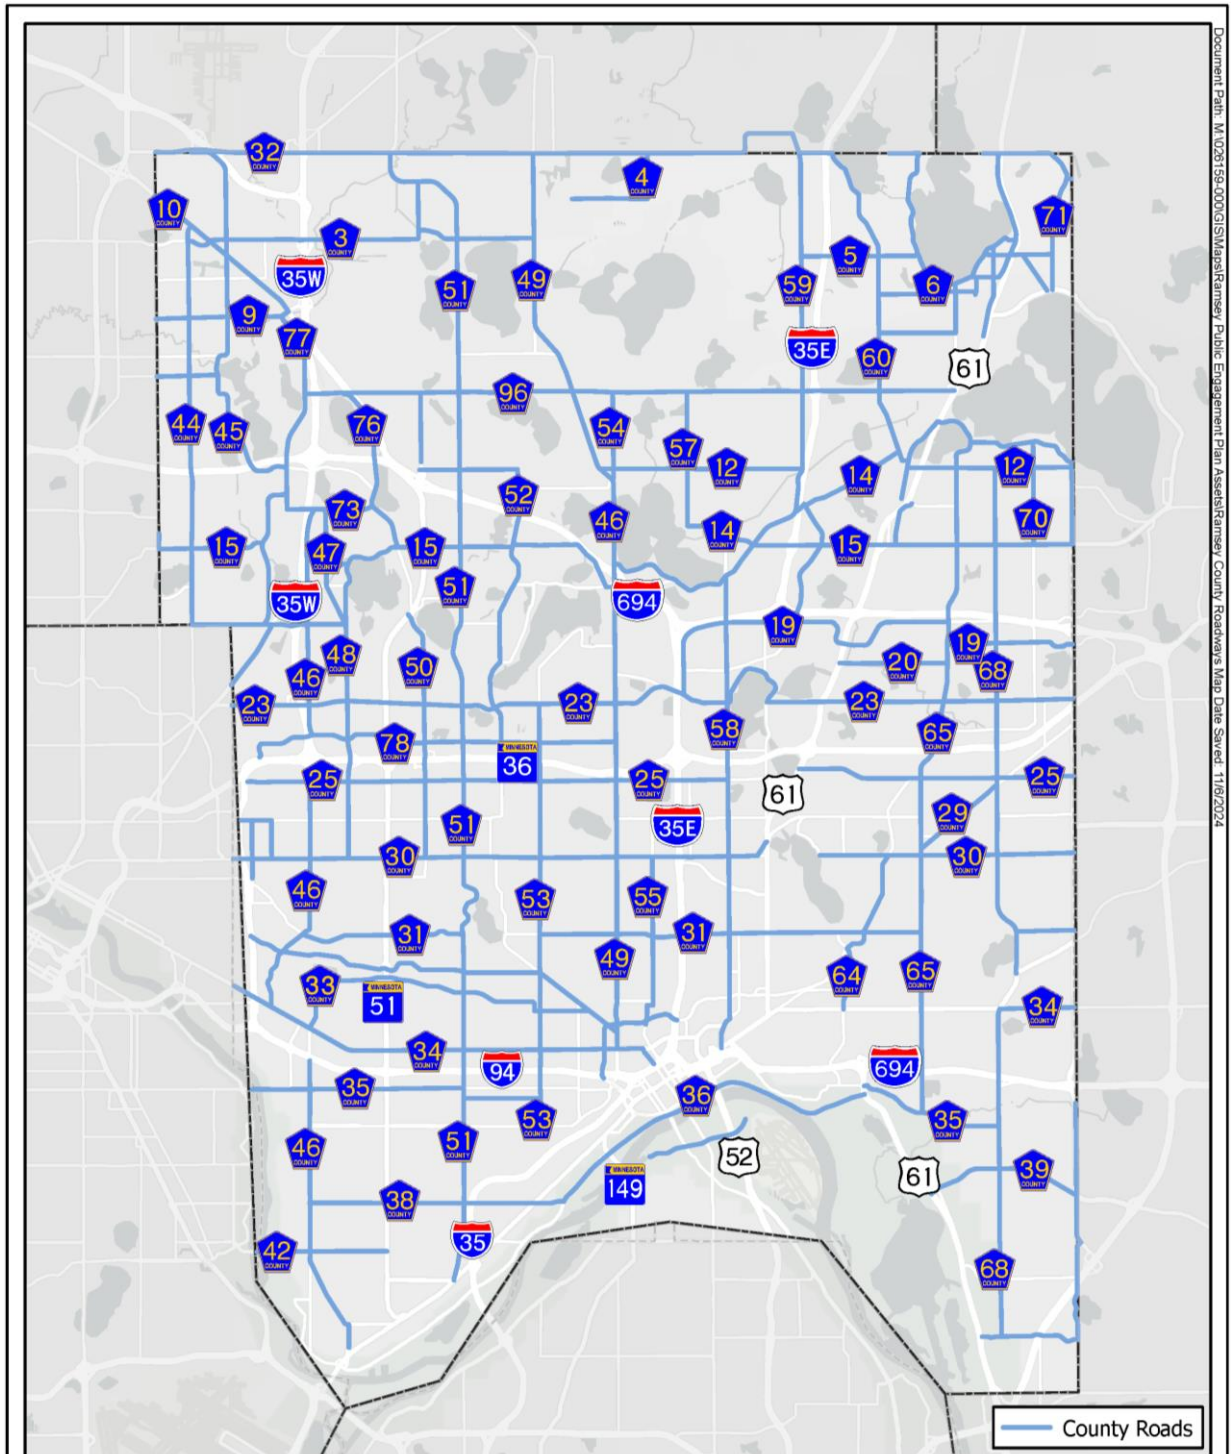 32
COUNTY
4
COUNTY
10
COUNTY
71
COUNTY
3
COUNTY
5
COUNTY
35W
51
COUNTY
49
COUNTY
59
COUNTY
6
COUNTY
9
COUNTY
77
COUNTY
35E
60
COUNTY
61
96
COUNTY
44
COUNTY
45
COUNTY
76
COUNTY
54
COUNTY
57
COUNTY
12
COUNTY
14
COUNTY
12
COUNTY
73
COUNTY
52
COUNTY
46
COUNTY
14
COUNTY
70
COUNTY
15
COUNTY
47
COUNTY
15
COUNTY
15
COUNTY
35W
51
COUNTY
694
19
COUNTY
48
COUNTY
46
COUNTY
50
COUNTY
20
COUNTY
19
COUNTY
68
COUNTY
23
COUNTY
23
COUNTY
23
COUNTY
78
COUNTY
58
COUNTY
65
COUNTY
MINNESOTA
36
25
COUNTY
25
COUNTY
61
25
COUNTY
51
COUNTY
35E
29
COUNTY
30
COUNTY
30
COUNTY
46
COUNTY
53
COUNTY
55
COUNTY
31
COUNTY
31
COUNTY
49
COUNTY
33
COUNTY
64
COUNTY
65
COUNTY
MINNESOTA
51
34
COUNTY
34
COUNTY
94
694
35
COUNTY
36
COUNTY
53
COUNTY
35
COUNTY
46
COUNTY
51
COUNTY
52
61
39
COUNTY
MINNESOTA
149
38
COUNTY
42
COUNTY
35
68
COUNTY
County Roads
Document Path: M:\026159-000\GIS\Maps\Ramsey Public Engagement Plan Assets\Ramsey County Roadways Map Date Saved: 11/6/2024